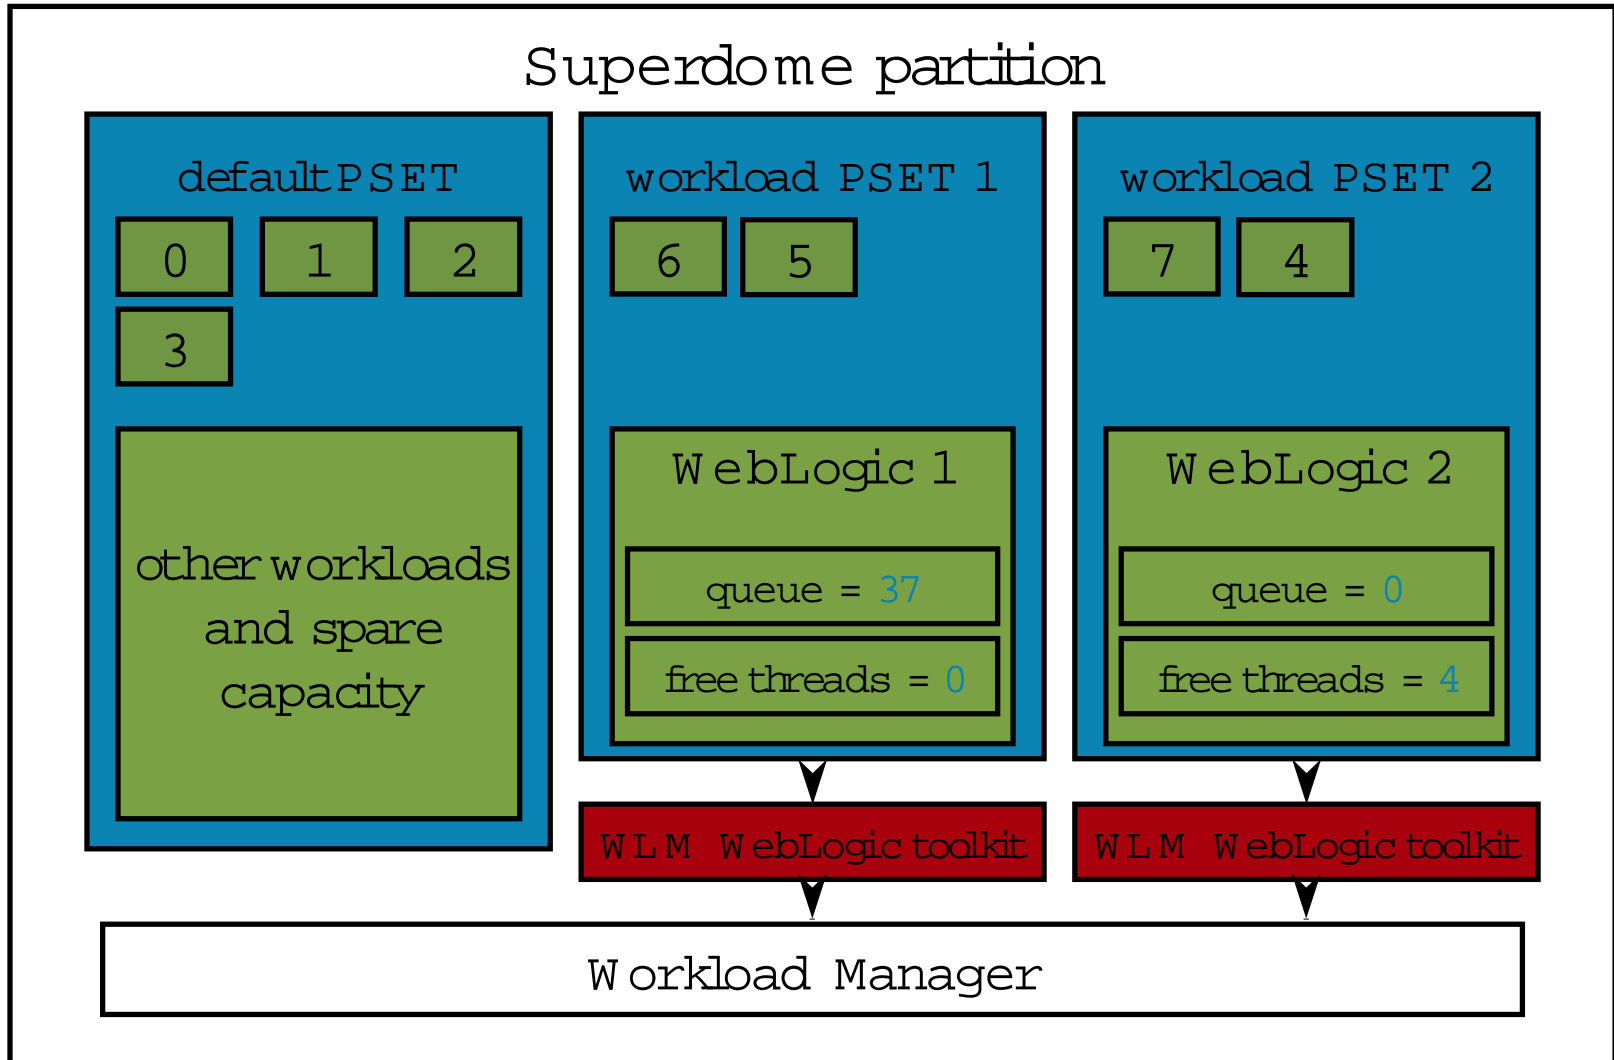 Superdome partition
default PSET
0 1 2
3
other workloads
and spare
capacity
workload PSET 1
6 5
WebLogic 1
queue = 37
free threads = 0
WLM WebLogic toolkit
workload PSET 2
7 4
WebLogic 2
queue = 0
free threads = 4
WLM WebLogic toolkit
Workload Manager